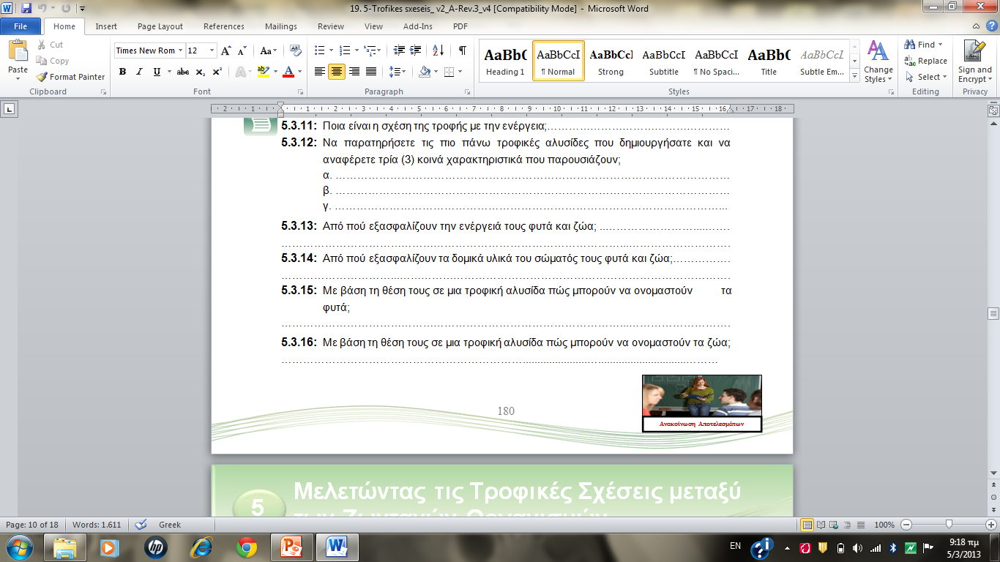 19. 5-Trofikes sxeseis_ v2_A-Rev.3_v4 [Compatibility Mode] - Microsoft Word
File Home Insert Page Layout References Mailings Review View Add-Ins PDF
Cut
Copy
Format Painter
Paste
Times New Rom 12
AaBbC AaBbCcI AaBbCcI AaBbCcI AaBbCcI AaBbC AaBbCcI
Heading 1 ¶ Normal Strong Subtitle ¶ No Spaci... Title Subtle Em...
Change Styles
Find
Replace
Select
Sign and Encrypt
Clipboard Font Paragraph Styles Editing Privacy
2 1 1 2 3 4 5 6 7 8 9 10 11 12 13 14 15 16 17 18
5.3.11: Ποια είναι η σχέση της τροφής με την ενέργεια;……………………………………………
5.3.12: Να παρατηρήσετε τις πιο πάνω τροφικές αλυσίδες που δημιουργήσατε και να
αναφέρετε τρία (3) κοινά χαρακτηριστικά που παρουσιάζουν;
α. ……………………………………………………………………………………………….
β. ………………………………………………………………………………………………
γ. ……………………………………………………………………………………………..
5.3.13: Από πού εξασφαλίζουν την ενέργειά τους φυτά και ζώα; ..……………………...…….
……………………………………………………………………………………..……………………….
5.3.14: Από πού εξασφαλίζουν τα δομικά υλικά του σώματός τους φυτά και ζώα;…………….
…………………………...……………………………………………………………………………….
5.3.15: Με βάση τη θέση τους σε μια τροφική αλυσίδα πώς μπορούν να ονομαστούν τα
φυτά;
……………………………………………………………………………………..……………………….
5.3.16: Με βάση τη θέση τους σε μια τροφική αλυσίδα πώς μπορούν να ονομαστούν τα ζώα;
…………………………………………………………………...............................................………
180
Ανακοίνωση Αποτελεσμάτων
5
Μελετώντας τις Τροφικές Σχέσεις μεταξύ
των Ζωντανών Οργανισμών
Page: 10 of 18 Words: 1.611 Greek 100%
EN
9:18 πμ
5/3/2013